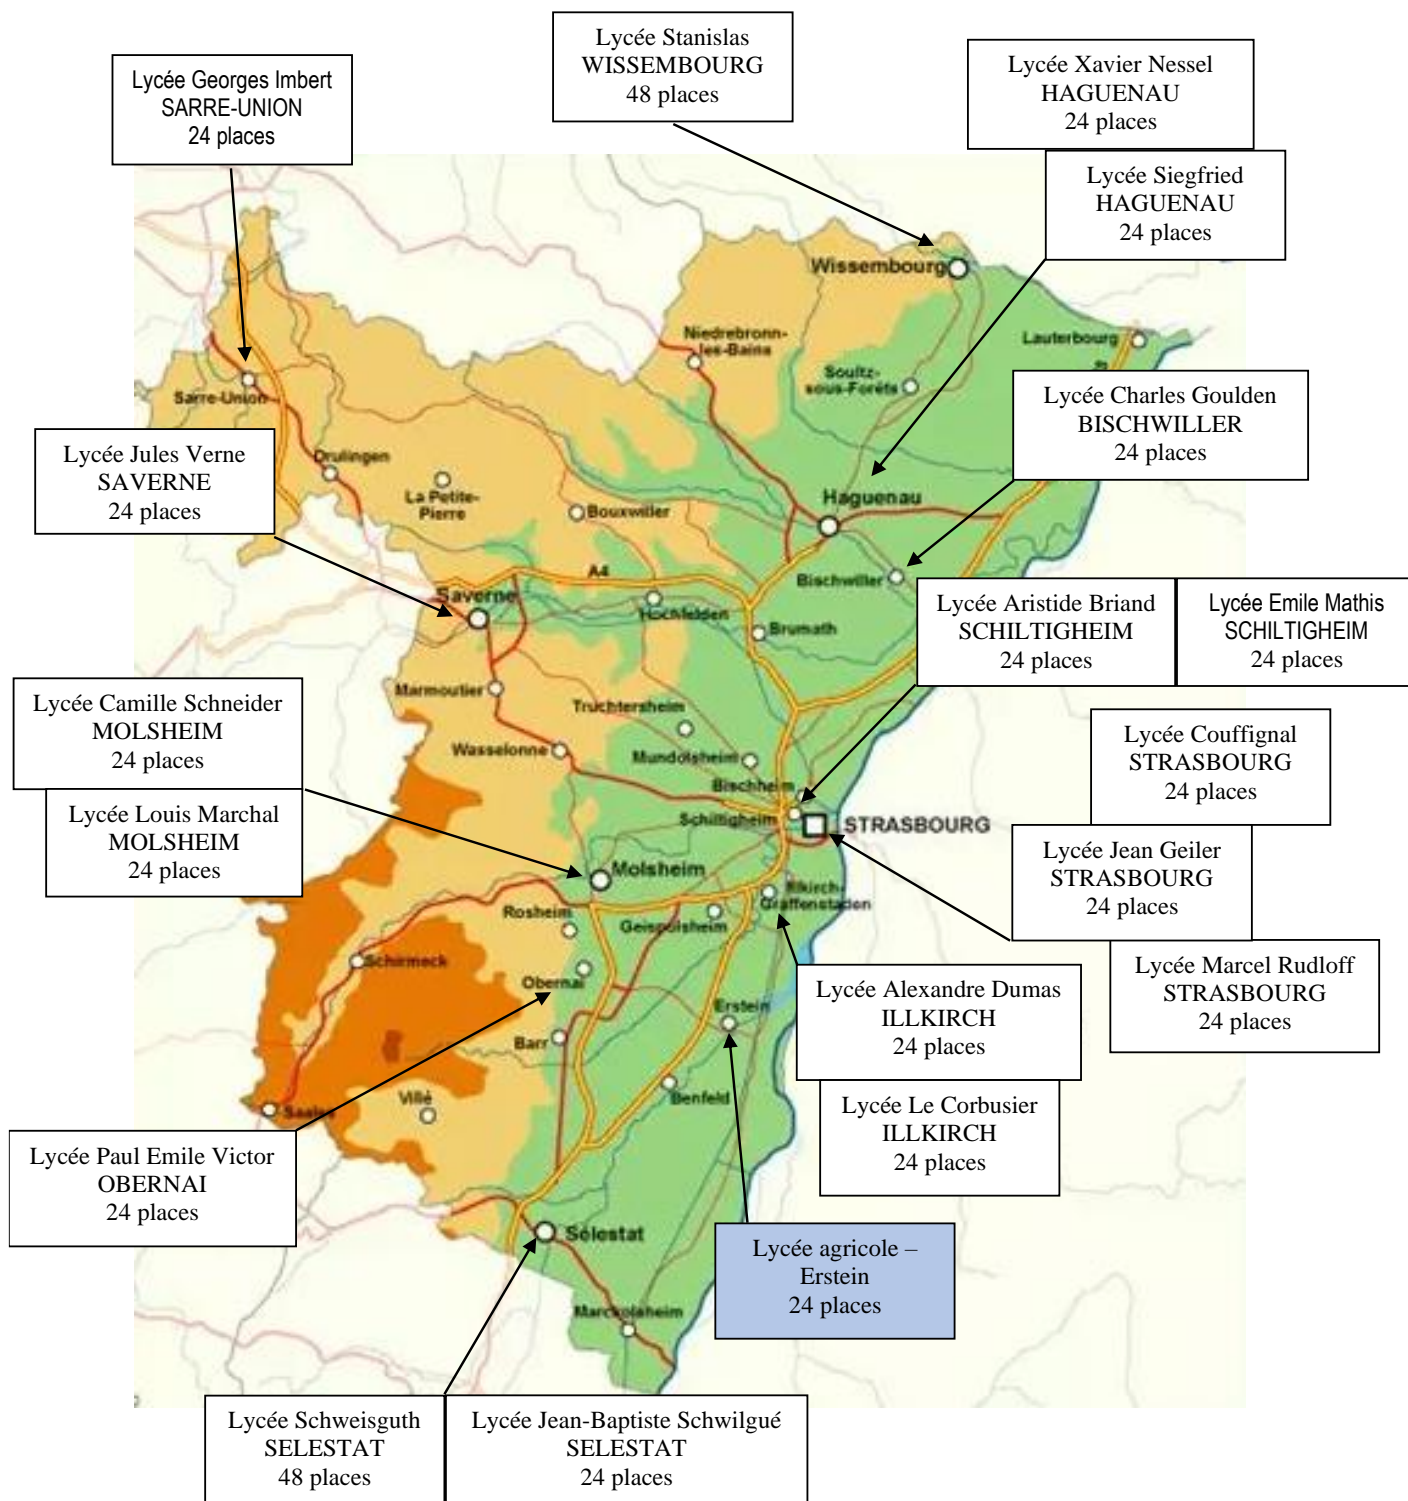 Lycée Stanislas
WISSEMBOURG
48 places
Lycée Georges Imbert
SARRE-UNION
24 places
Lycée Xavier Nessel
HAGUENAU
24 places
Lycée Siegfried
HAGUENAU
24 places
Wissembourg
Niedrebronn-
les-Bains
Lauterbourg
Soultz-
sous-Forêts
Sarre-Union
Lycée Charles Goulden
BISCHWILLER
24 places
Lycée Jules Verne
SAVERNE
24 places
Drulingen
La Petite-
Pierre
Bouxwiller
Haguenau
A4
Bischwiller
Saverne
Hochfelden
Brumath
Lycée Aristide Briand
SCHILTIGHEIM
24 places
Lycée Emile Mathis
SCHILTIGHEIM
24 places
Marmoutier
Truchtersheim
Lycée Camille Schneider
MOLSHEIM
24 places
Wasselonne
Mundolsheim
Bischheim
Schiltigheim
STRASBOURG
Lycée Couffignal
STRASBOURG
24 places
Lycée Louis Marchal
MOLSHEIM
24 places
Lycée Jean Geiler
STRASBOURG
24 places
Molsheim
Illkirch-
Graffenstaden
Rosheim
Geispolsheim
Schirmeck
Obernai
Lycée Marcel Rudloff
STRASBOURG
24 places
Lycée Alexandre Dumas
ILLKIRCH
24 places
Erstein
Barr
Benfeld
Villé
Saales
Lycée Le Corbusier
ILLKIRCH
24 places
Lycée Paul Emile Victor
OBERNAI
24 places
Sélestat
Lycée agricole –
Erstein
24 places
Marckolsheim
Lycée Schweisguth
SELESTAT
48 places
Lycée Jean-Baptiste Schwilgué
SELESTAT
24 places